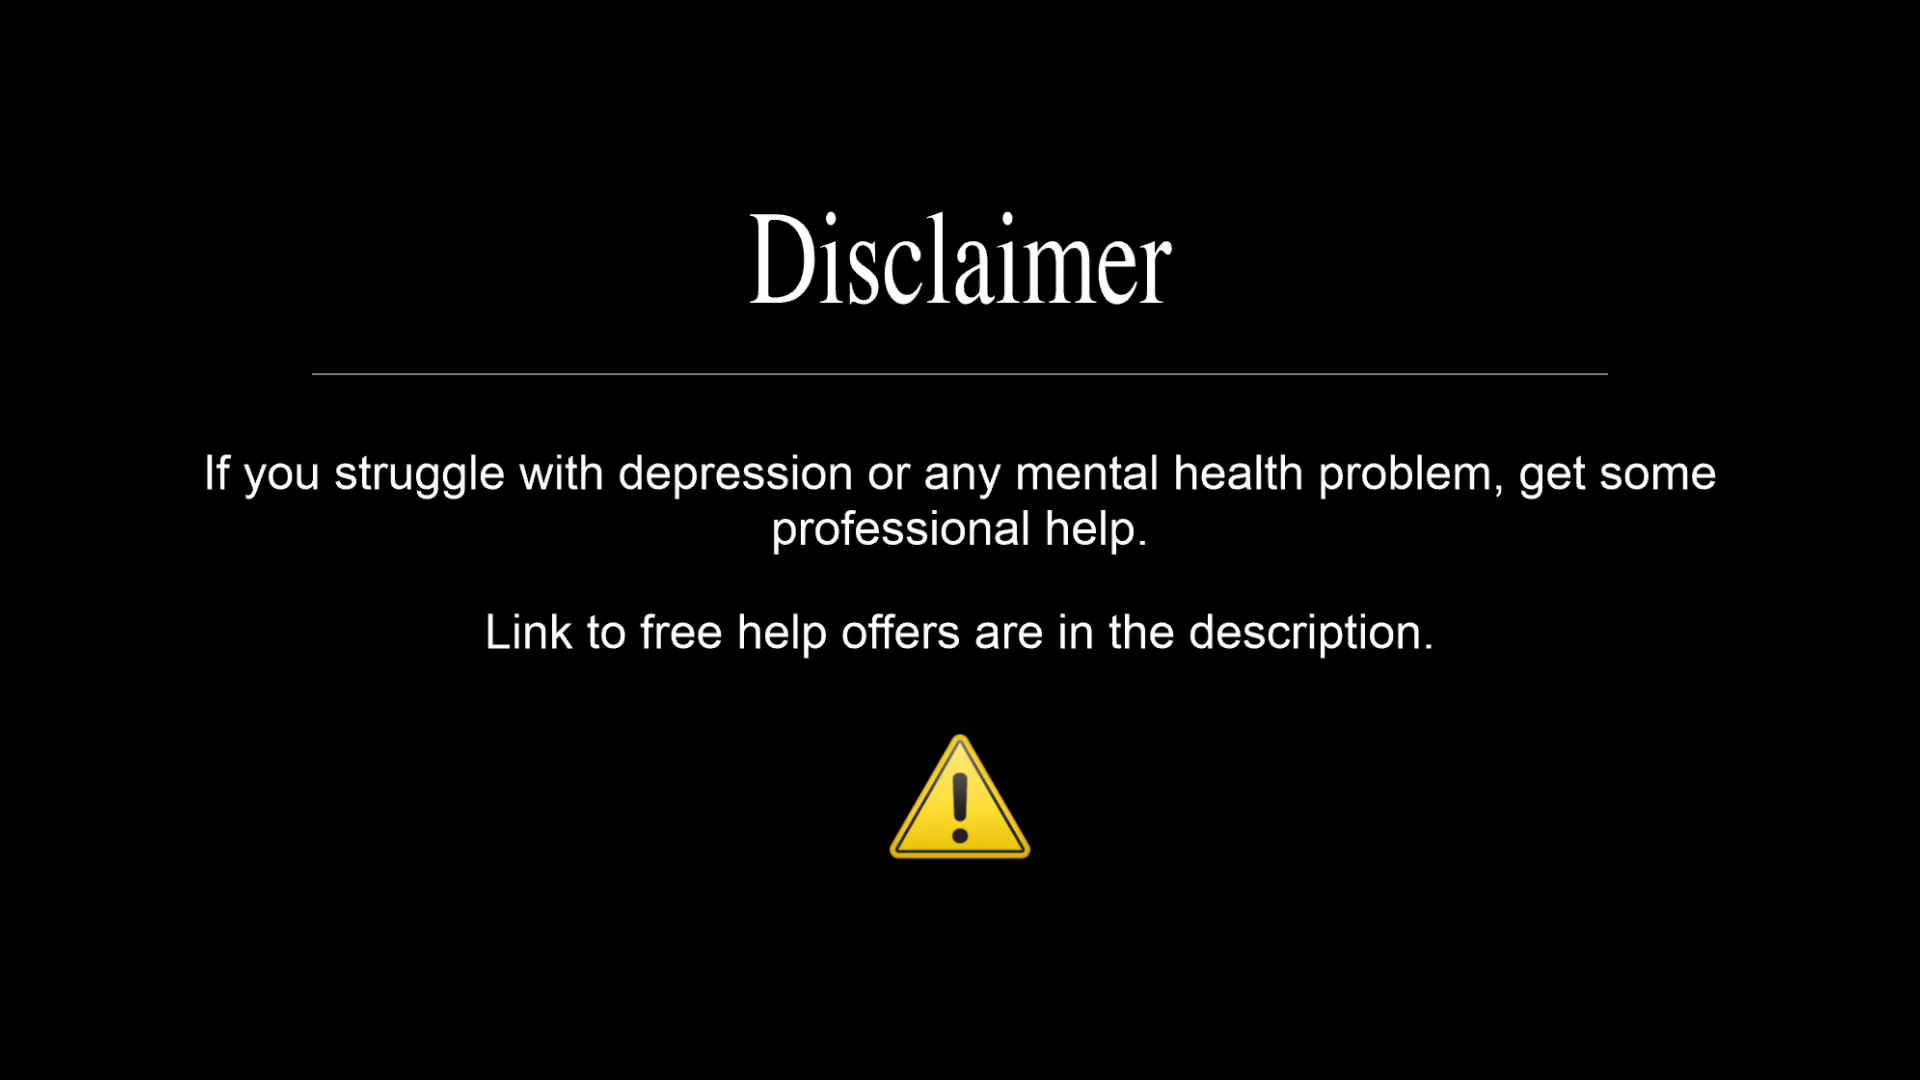 Disclaimer
If you struggle with depression or any mental health problem, get some
professional help.
Link to free help offers are in the description.